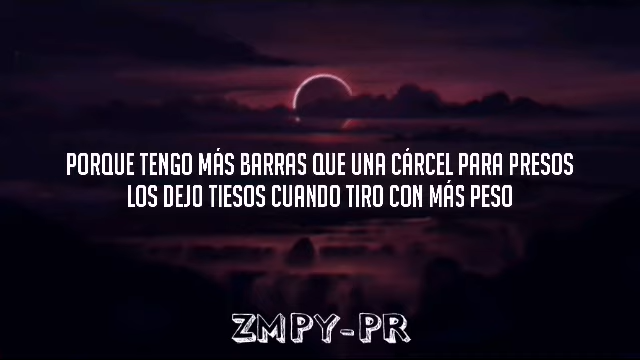 PORQUE TENGO MÁS BARRAS QUE UNA CÁRCEL PARA PRESOS
LOS DEJO TIESOS CUANDO TIRO CON MÁS PESO
ZMPY-PR